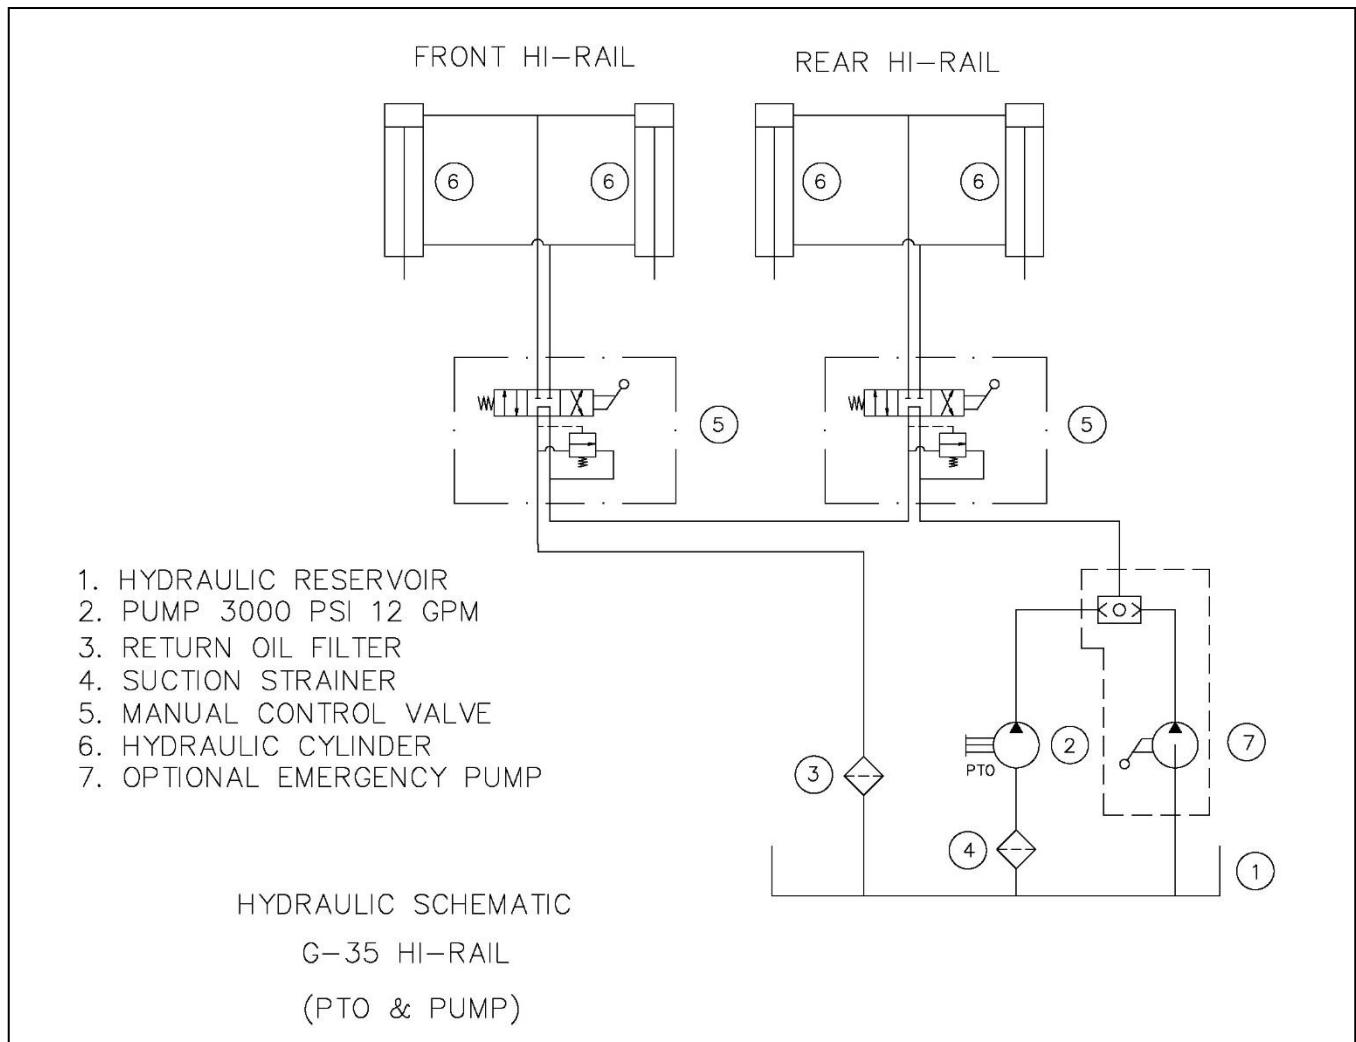 FRONT HI-RAIL
REAR HI-RAIL
6
6
6
6
5
5
1. HYDRAULIC RESERVOIR
2. PUMP 3000 PSI 12 GPM
3. RETURN OIL FILTER
4. SUCTION STRAINER
5. MANUAL CONTROL VALVE
6. HYDRAULIC CYLINDER
7. OPTIONAL EMERGENCY PUMP
3
PTO
2
7
4
1
HYDRAULIC SCHEMATIC
G-35 HI-RAIL
(PTO & PUMP)